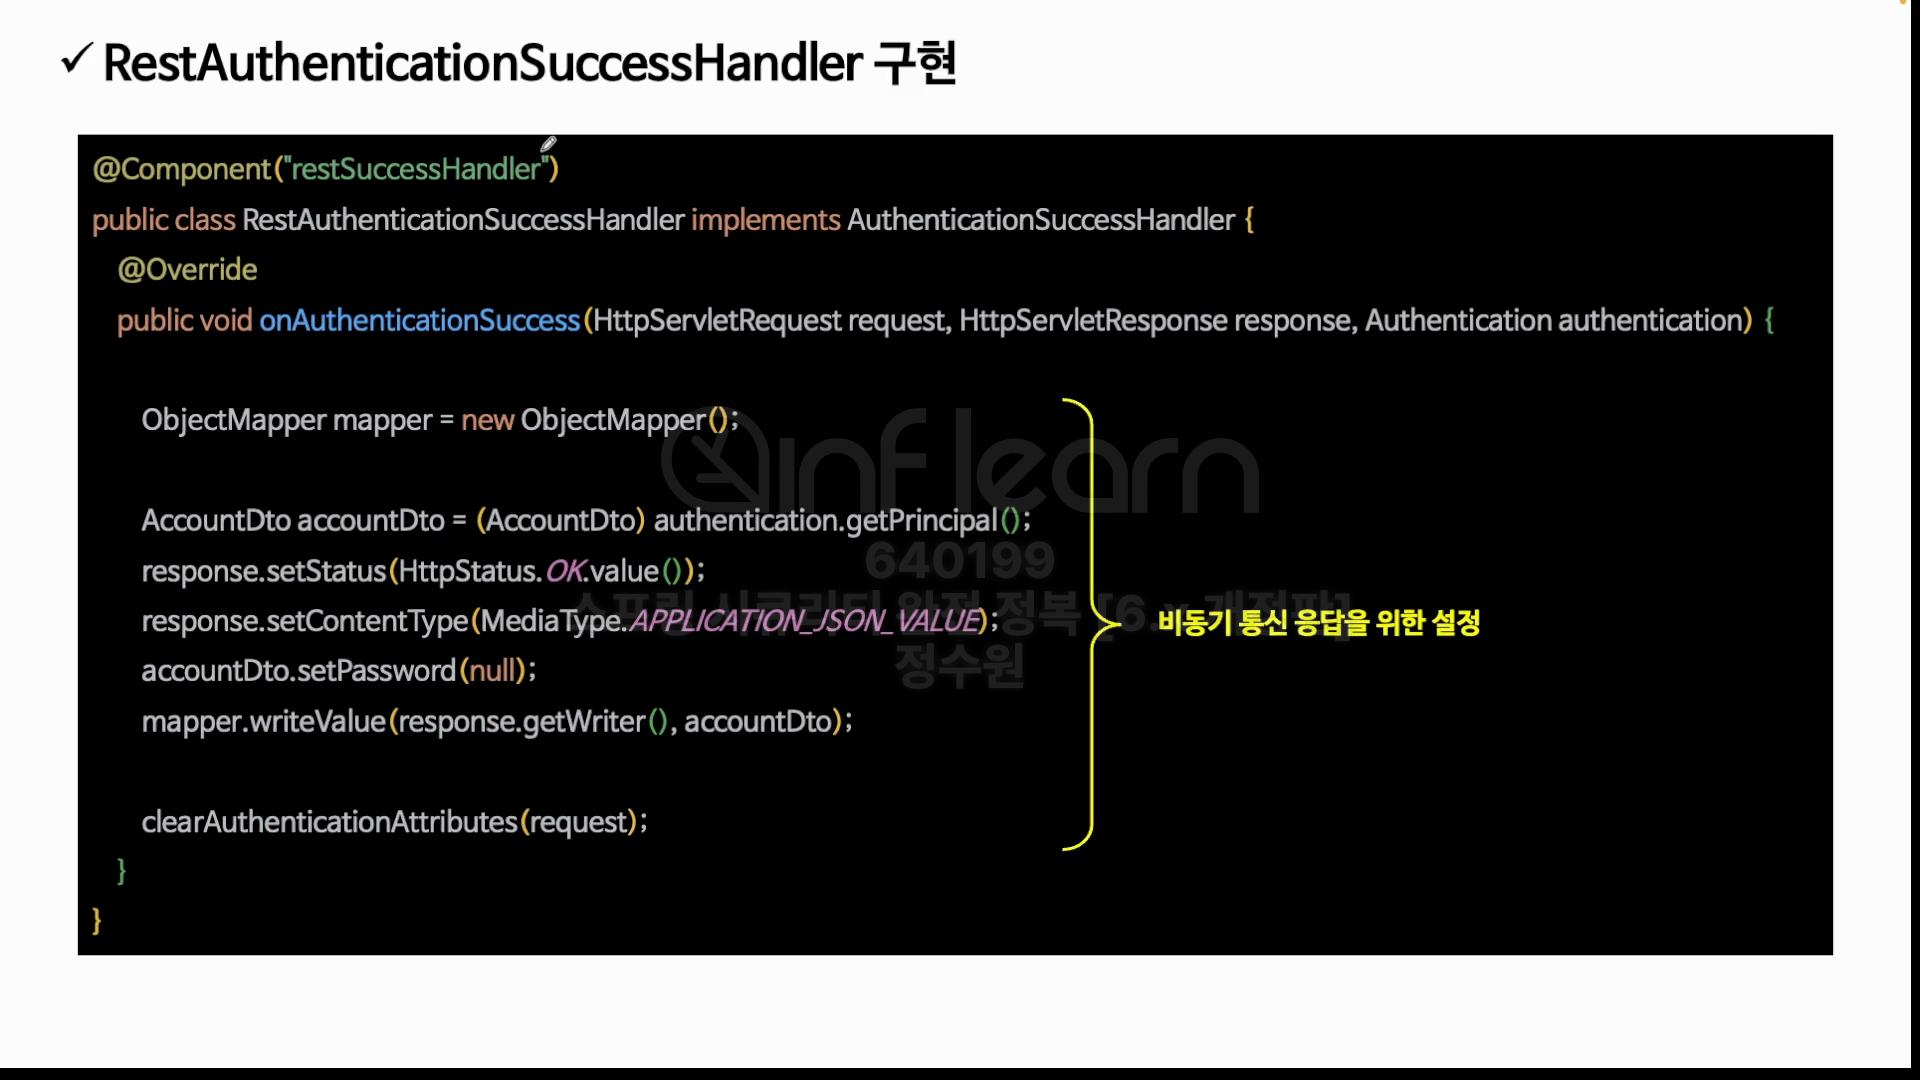 ✓ RestAuthenticationSuccessHandler 구현
@Component("restSuccessHandler")
public class RestAuthenticationSuccessHandler implements AuthenticationSuccessHandler {
@Override
public void onAuthenticationSuccess(HttpServletRequest request, HttpServletResponse response, Authentication authentication) {
ObjectMapper mapper = new ObjectMapper();
inflearn
AccountDto accountDto = (AccountDto) authentication.getPrincipal();
640199
response.setStatus(HttpStatus.OK.value());
스프링 시큐리티 완전 정복 [6.x 개정판]
response.setContentType(MediaType.APPLICATION_JSON_VALUE);
비동기 통신 응답을 위한 설정
정수원
accountDto.setPassword(null);
mapper.writeValue(response.getWriter(), accountDto);
clearAuthenticationAttributes(request);
}
}